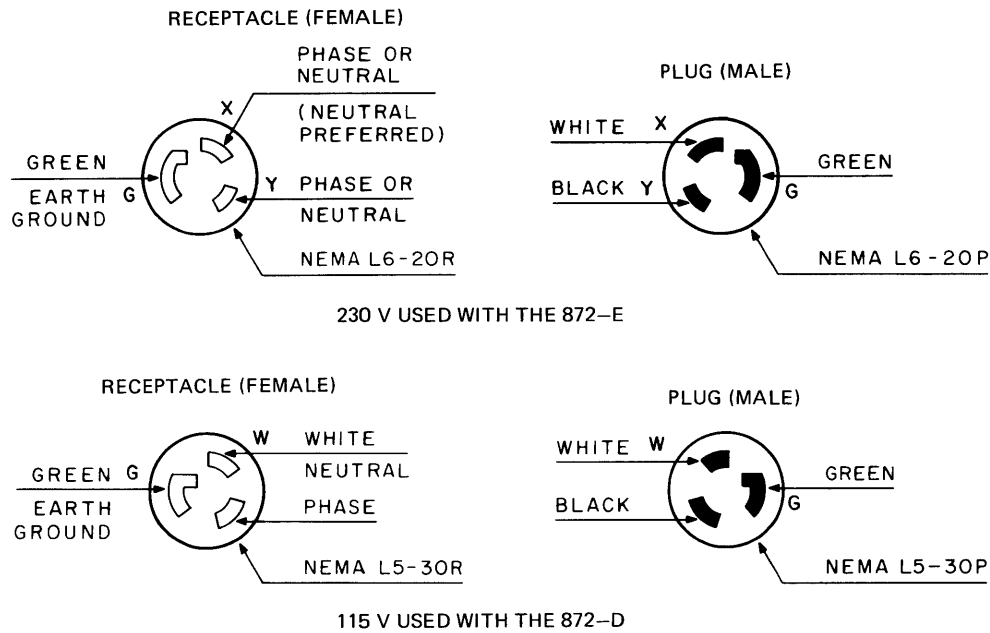 RECEPTACLE (FEMALE)
PHASE OR
NEUTRAL
(NEUTRAL
PREFERRED)
X
GREEN
EARTH
GROUND
G
Y
PHASE OR
NEUTRAL
NEMA L6-20R
PLUG (MALE)
WHITE X
BLACK Y
GREEN
G
NEMA L6-20P
230 V USED WITH THE 872-E
RECEPTACLE (FEMALE)
W
WHITE
NEUTRAL
GREEN G
EARTH
GROUND
PHASE
NEMA L5-30R
PLUG (MALE)
WHITE W
BLACK
GREEN
G
NEMA L5-30P
115 V USED WITH THE 872-D